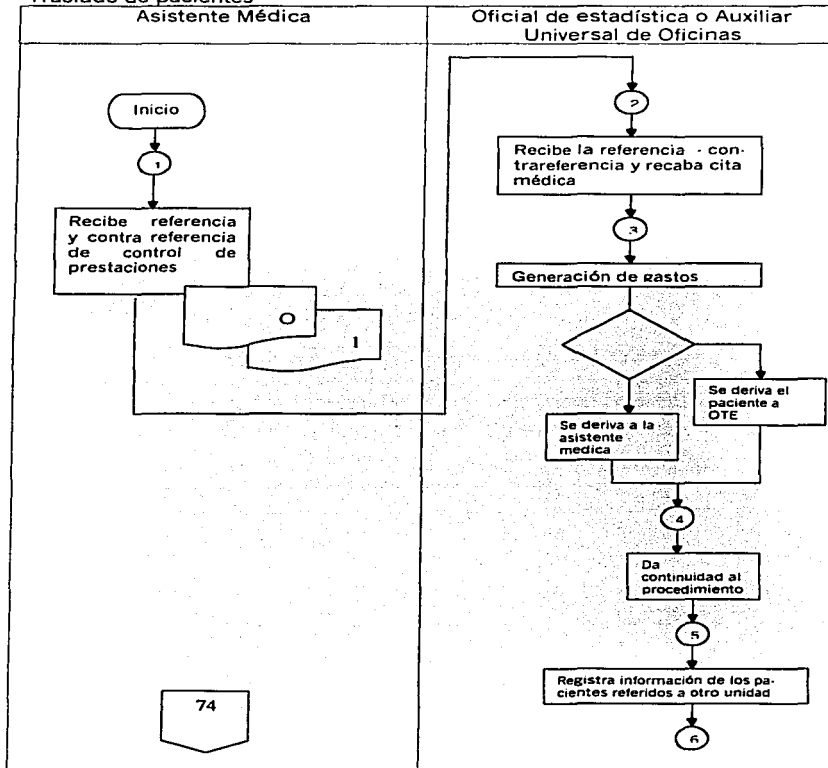 Traslado de pacientes
Asistente Médica
Inicio
1
Recibe referencia
y contra referencia
de control de
prestaciones
O
1
74
Oficial de estadística o Auxiliar
Universal de Oficinas
2
Recibe la referencia - con-
trareferencia y recaba cita
médica
3
Generación de gastos
Se deriva a la
asistente
medica
Se deriva el
paciente a
OTE
4
Da
continuidad al
procedimiento
5
Registra información de los pa-
cientes referidos a otro unidad
6